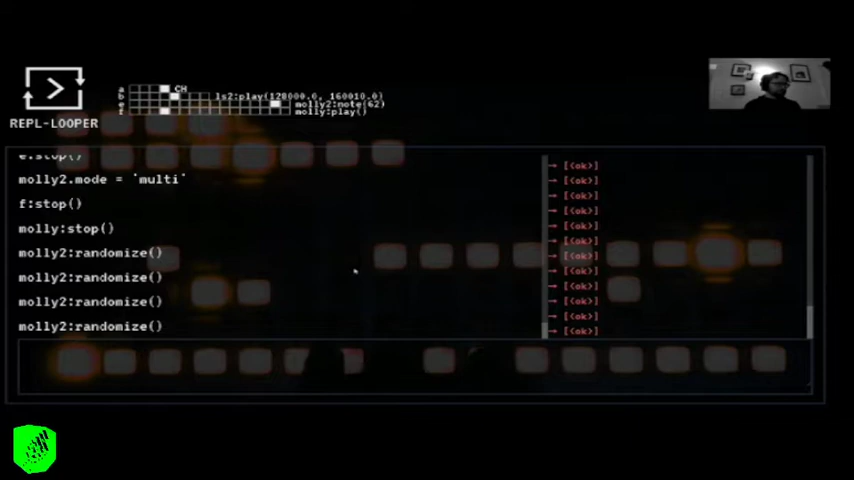 a CH
b ls2:play(128000.0, 160010.0)
e molly2:note(62)
f molly:play()
REPL-LOOPER
e.stop()
molly2.mode = 'multi'
f:stop()
molly:stop()
molly2:randomize()
molly2:randomize()
molly2:randomize()
molly2:randomize()
→ [<ok>]
→ [<ok>]
→ [<ok>]
→ [<ok>]
→ [<ok>]
→ [<ok>]
→ [<ok>]
→ [<ok>]
→ [<ok>]
→ [<ok>]
→ [<ok>]
→ [<ok>]